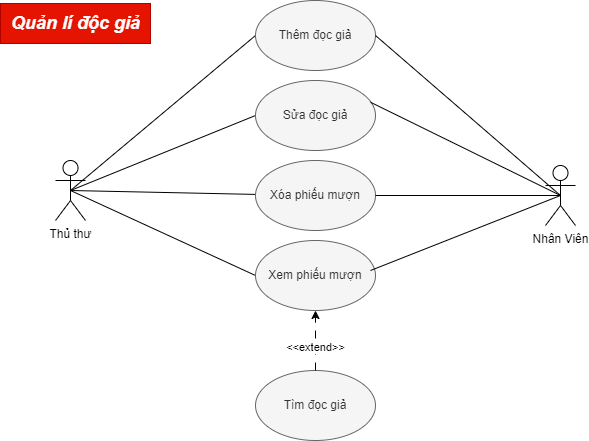 Quản lí độc giả
Thêm đọc giả
Sửa đọc giả
Xóa phiếu mượn
Thủ thư
Nhân Viên
Xem phiếu mượn
<<extend>>
Tìm đọc giả